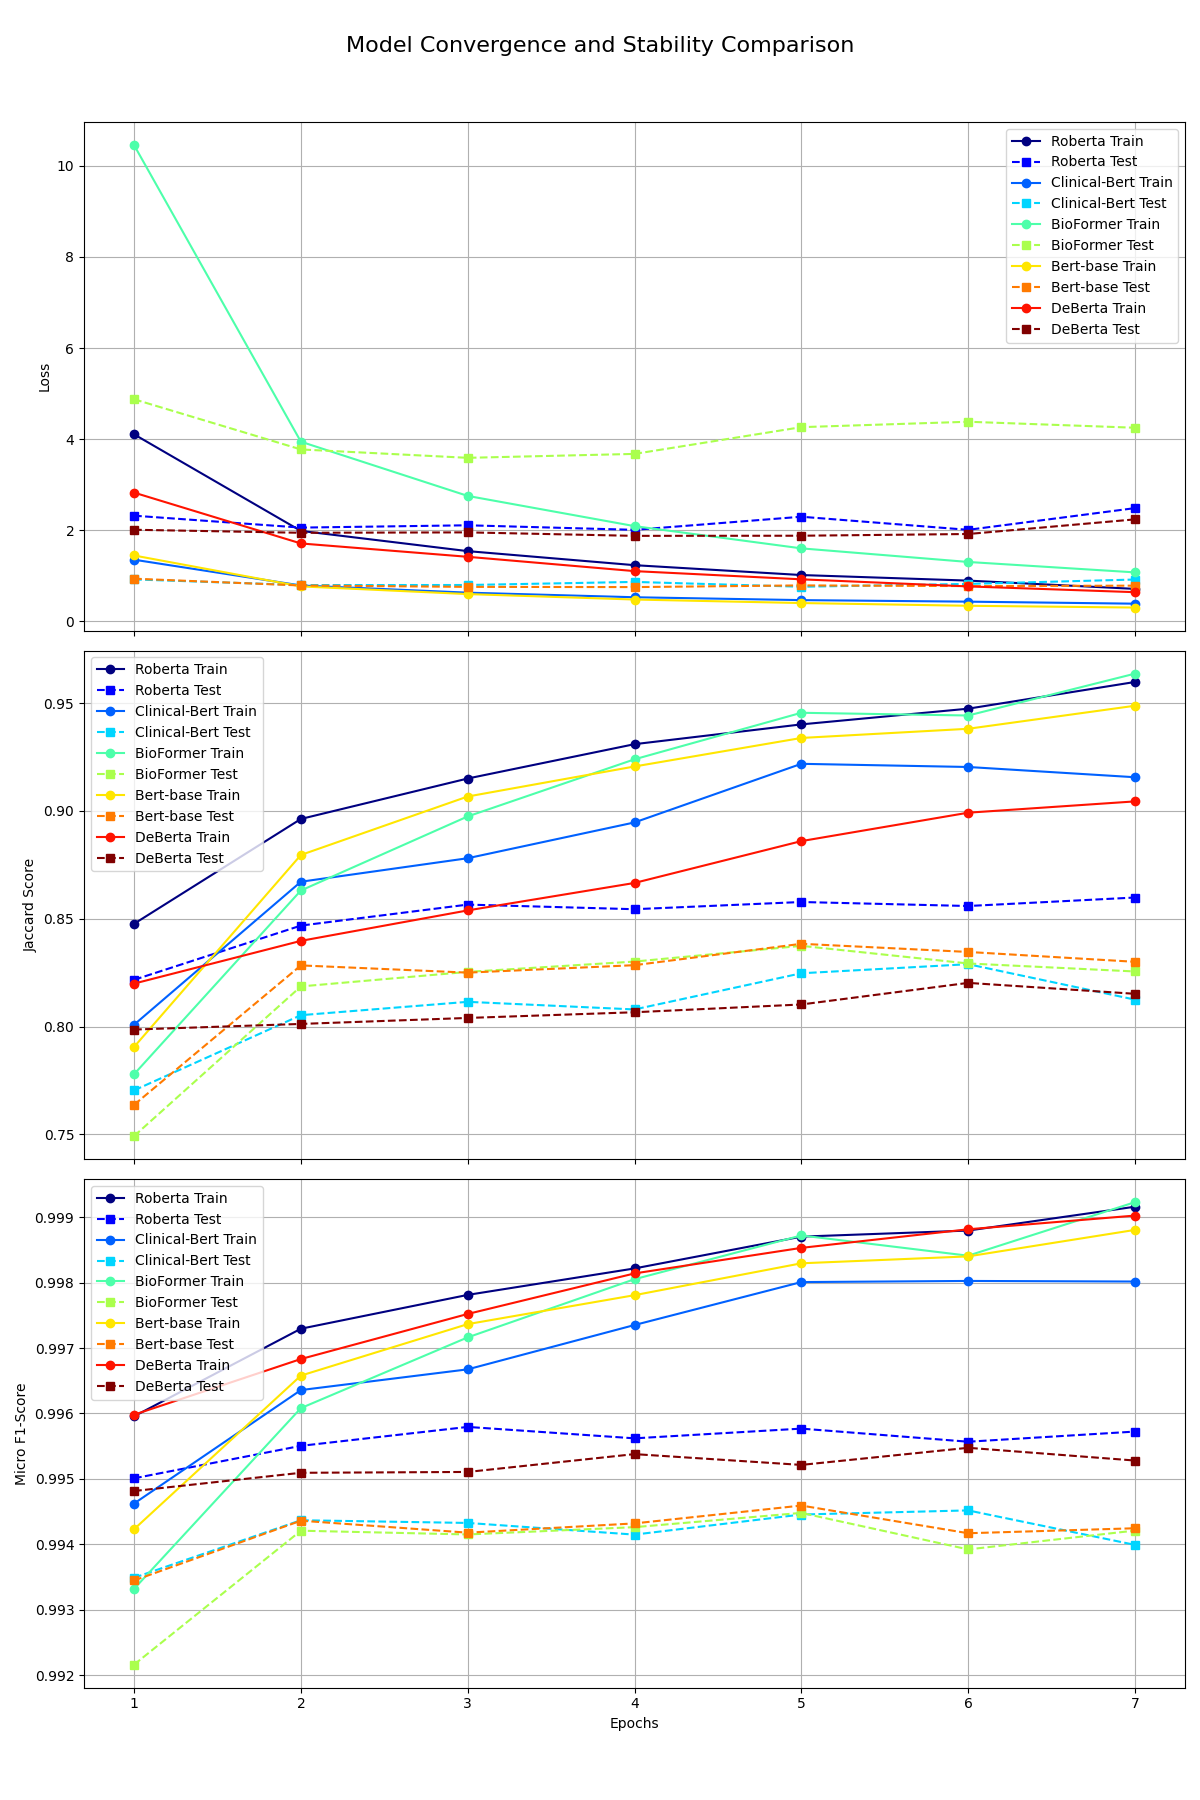 Model Convergence and Stability Comparison
10
8
6
4
2
0
Loss
Roberta Train
Roberta Test
Clinical-Bert Train
Clinical-Bert Test
BioFormer Train
BioFormer Test
Bert-base Train
Bert-base Test
DeBerta Train
DeBerta Test
0.95
0.90
0.85
0.80
0.75
Jaccard Score
Roberta Train
Roberta Test
Clinical-Bert Train
Clinical-Bert Test
BioFormer Train
BioFormer Test
Bert-base Train
Bert-base Test
DeBerta Train
DeBerta Test
0.999
0.998
0.997
0.996
0.995
0.994
0.993
0.992
Micro F1-Score
Roberta Train
Roberta Test
Clinical-Bert Train
Clinical-Bert Test
BioFormer Train
BioFormer Test
Bert-base Train
Bert-base Test
DeBerta Train
DeBerta Test
1 2 3 4 5 6 7
Epochs